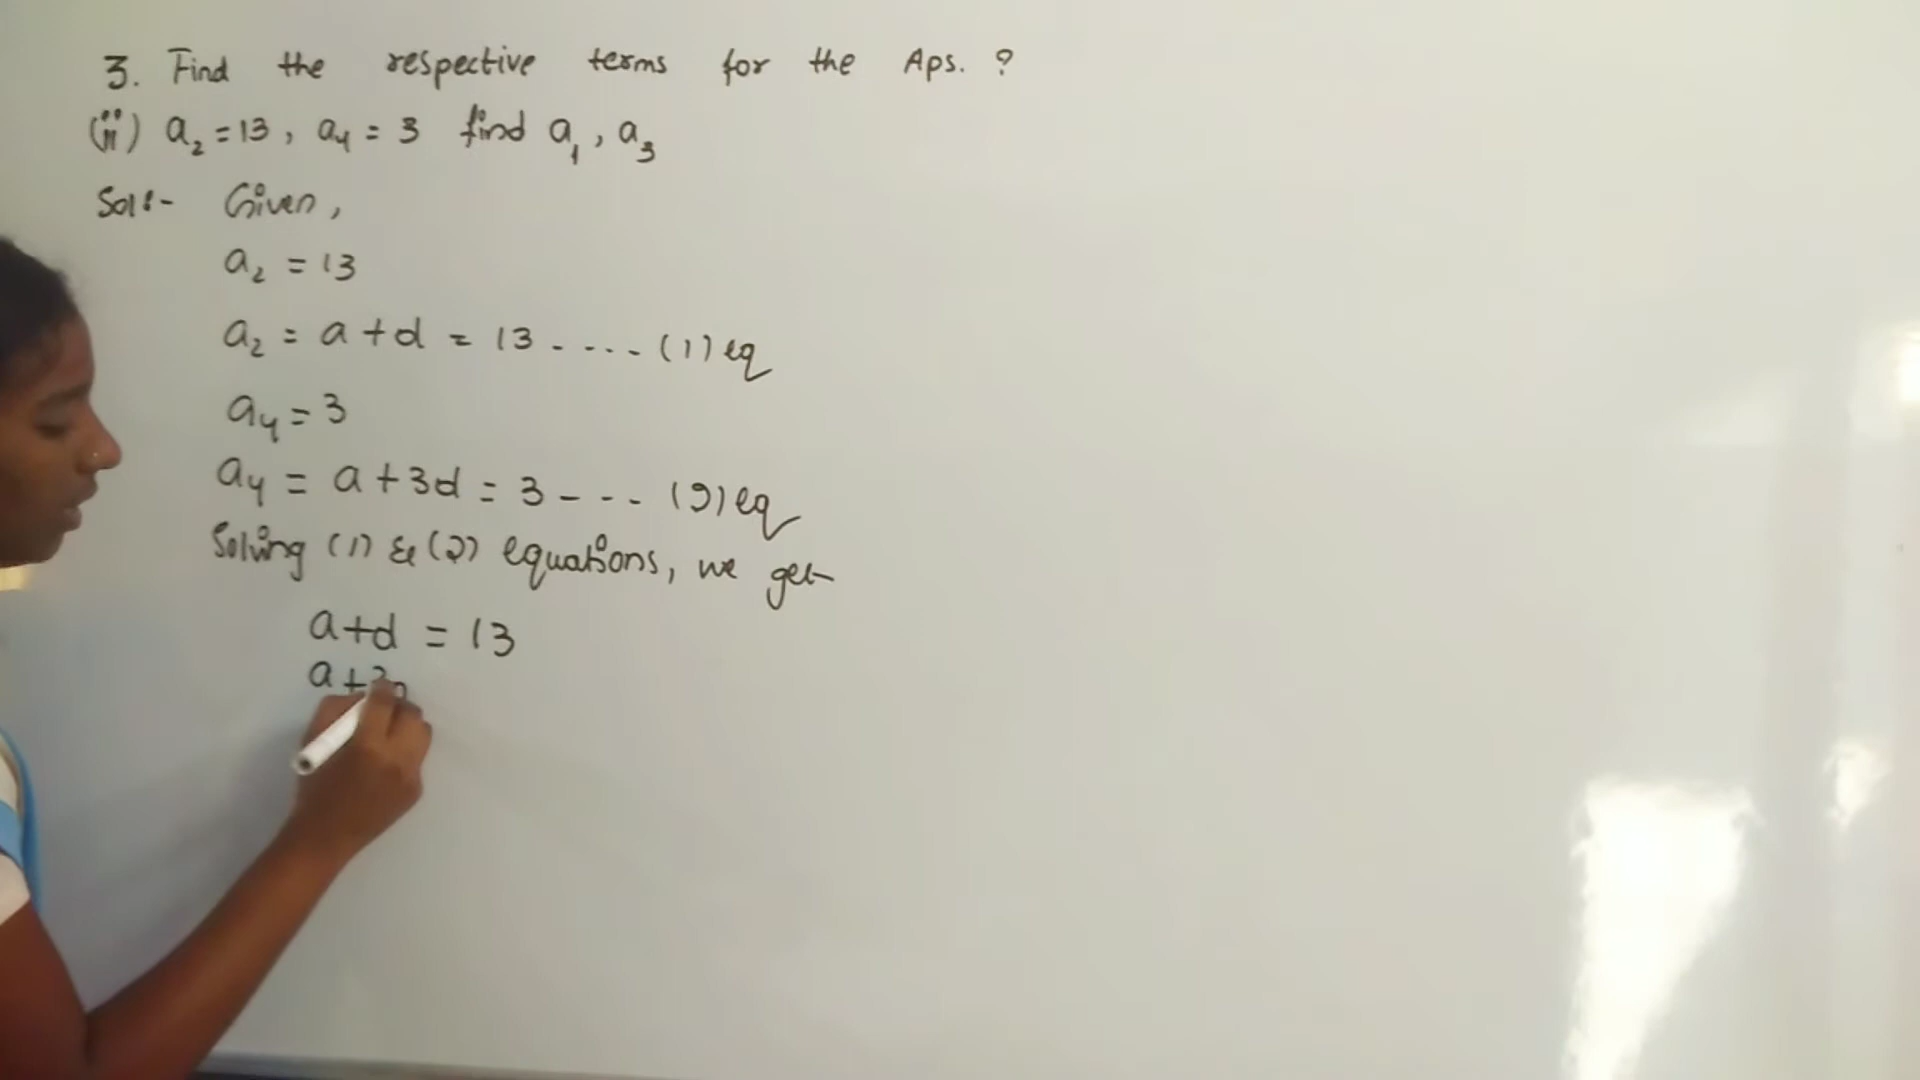 3. Find the respective terms for the Aps. ?
(ii) a₂ = 13, a₄ = 3 find a₁, a₃
Sol:- Given,
a₂ = 13
a₂ = a + d = 13 ---- (1) eq
a₄ = 3
a₄ = a + 3d = 3 --- (2) eq
Solving (1) & (2) equations, we get
a + d = 13
a + 3